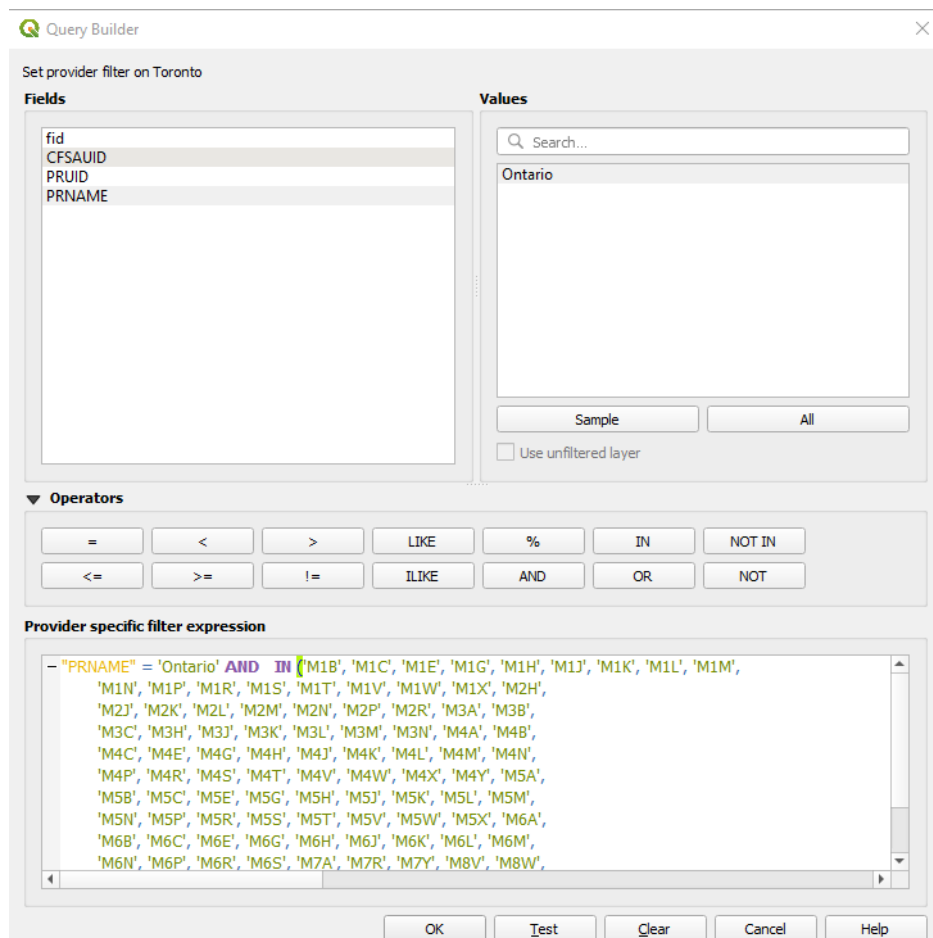 Query Builder
Set provider filter on Toronto
Fields
Values
fid
CFSAUID
PRUID
PRNAME
Search...
Ontario
Sample
All
Use unfiltered layer
Operators
= < > LIKE % IN NOT IN
<= >= != ILIKE AND OR NOT
Provider specific filter expression
"PRNAME" = 'Ontario' AND IN ('M1B', 'M1C', 'M1E', 'M1G', 'M1H', 'M1J', 'M1K', 'M1L', 'M1M',
'M1N', 'M1P', 'M1R', 'M1S', 'M1T', 'M1V', 'M1W', 'M1X', 'M2H',
'M2J', 'M2K', 'M2L', 'M2M', 'M2N', 'M2P', 'M2R', 'M3A', 'M3B',
'M3C', 'M3H', 'M3J', 'M3K', 'M3L', 'M3M', 'M3N', 'M4A', 'M4B',
'M4C', 'M4E', 'M4G', 'M4H', 'M4J', 'M4K', 'M4L', 'M4M', 'M4N',
'M4P', 'M4R', 'M4S', 'M4T', 'M4V', 'M4W', 'M4X', 'M4Y', 'M5A',
'M5B', 'M5C', 'M5E', 'M5G', 'M5H', 'M5J', 'M5K', 'M5L', 'M5M',
'M5N', 'M5P', 'M5R', 'M5S', 'M5T', 'M5V', 'M5W', 'M5X', 'M6A',
'M6B', 'M6C', 'M6E', 'M6G', 'M6H', 'M6J', 'M6K', 'M6L', 'M6M',
'M6N', 'M6P', 'M6R', 'M6S', 'M7A', 'M7R', 'M7Y', 'M8V', 'M8W',
OK Test Clear Cancel Help